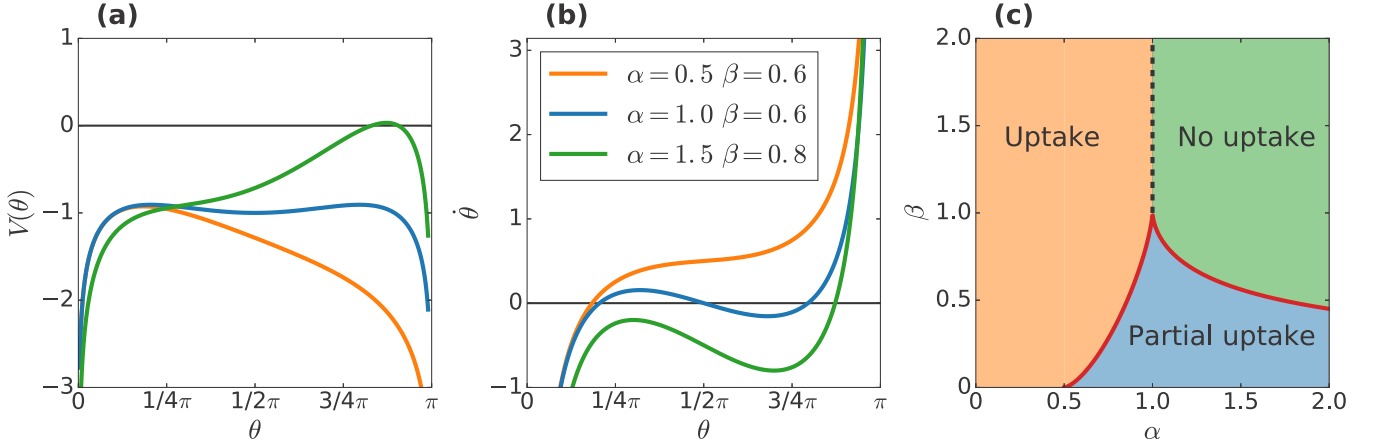 (a)
1
0
−1
−2
−3
V(θ)
0
1/4π
1/2π
3/4π
π
θ
(b)
3
2
1
0
−1
θ̇
α=0.5 β=0.6
α=1.0 β=0.6
α=1.5 β=0.8
0
1/4π
1/2π
3/4π
π
θ
(c)
2.0
1.5
1.0
0.5
0
β
Uptake
No uptake
Partial uptake
0
0.5
1.0
1.5
2.0
α